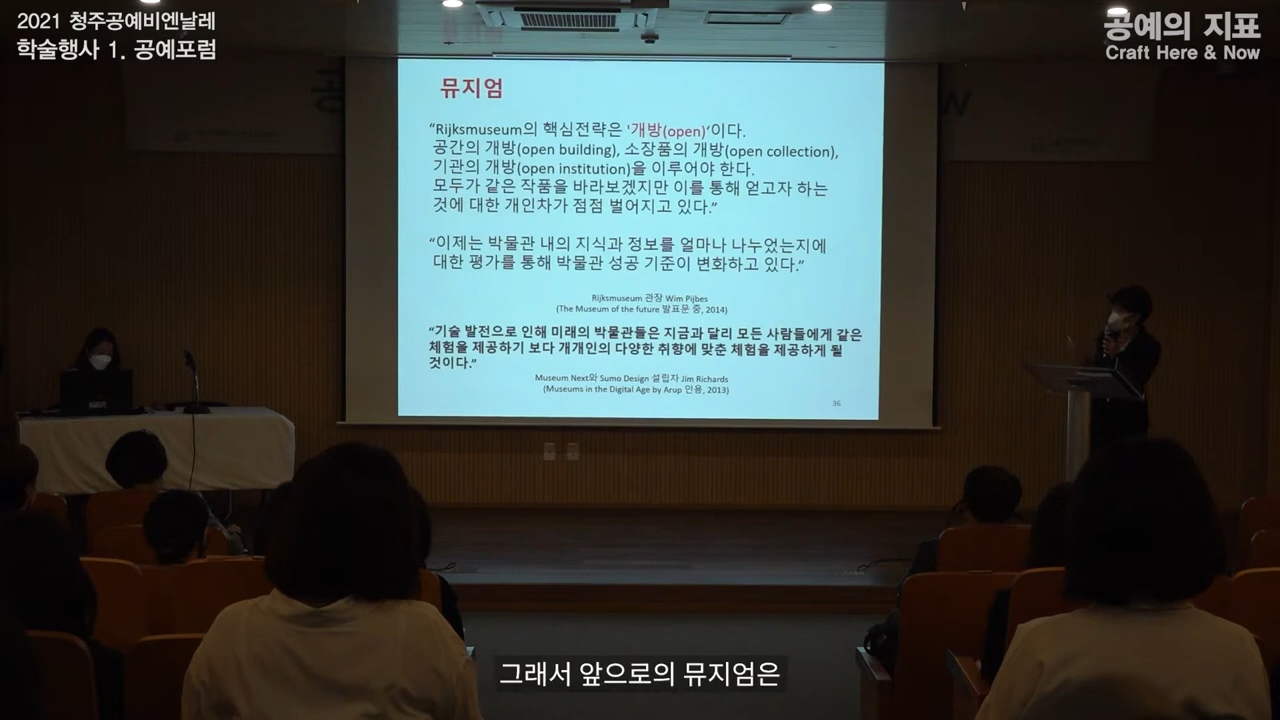 2021 청주공예비엔날레
학술행사 1. 공예포럼
공예의 지표
Craft Here & Now
뮤지엄
“Rijksmuseum의 핵심전략은 '개방(open)'이다.
공간의 개방(open building), 소장품의 개방(open collection),
기관의 개방(open institution)을 이루어야 한다.
모두가 같은 작품을 바라보겠지만 이를 통해 얻고자 하는
것에 대한 개인차가 점점 벌어지고 있다.”
“이제는 박물관 내의 지식과 정보를 얼마나 나누었는지에
대한 평가를 통해 박물관 성공 기준이 변화하고 있다.”
Rijksmuseum 관장 Wim Pijbes
(The Museum of the future 발표문 중, 2014)
“기술 발전으로 인해 미래의 박물관들은 지금과 달리 모든 사람들에게 같은
체험을 제공하기 보다 개개인의 다양한 취향에 맞춘 체험을 제공하게 될
것이다.”
Museum Next와 Sumo Design 설립자 Jim Richards
(Museums in the Digital Age by Arup 인용, 2013)
36
그래서 앞으로의 뮤지엄은